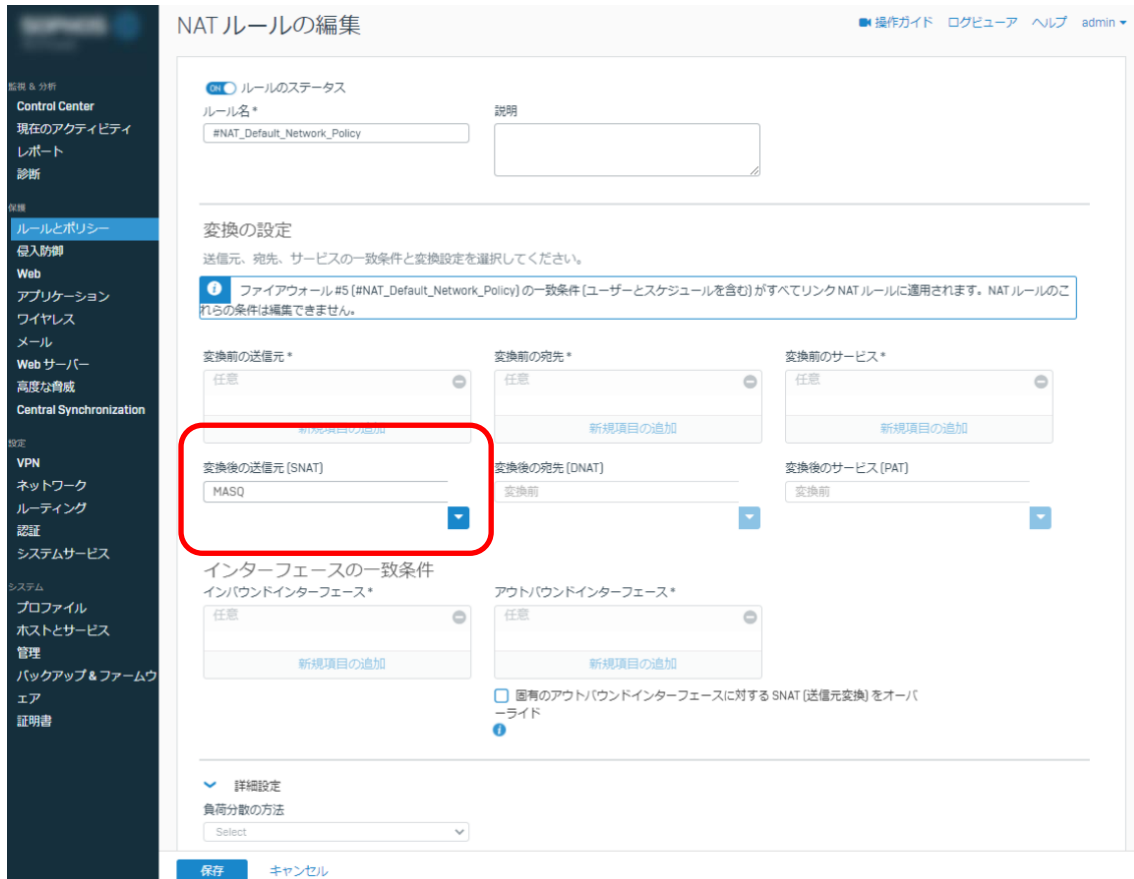 NAT ルールの編集
操作ガイド ログビューア ヘルプ admin
監視 & 分析
Control Center
現在のアクティビティ
レポート
診断
保護
ルールとポリシー
侵入防御
Web
アプリケーション
ワイヤレス
メール
Web サーバー
高度な脅威
Central Synchronization
設定
VPN
ネットワーク
ルーティング
認証
システムサービス
システム
プロファイル
ホストとサービス
管理
バックアップ & ファームウ
ェア
証明書
ON ルールのステータス
ルール名 * 説明
#NAT_Default_Network_Policy
変換の設定
送信元、宛先、サービスの一致条件と変換設定を選択してください。
ファイアウォール #5 (#NAT_Default_Network_Policy) の一致条件 (ユーザーとスケジュールを含む) がすべてリンク NAT ルールに適用されます。NAT ルールのこ
れらの条件は編集できません。
変換前の送信元 * 変換前の宛先 * 変換前のサービス *
任意 任意 任意
新規項目の追加 新規項目の追加 新規項目の追加
変換後の送信元 (SNAT) 変換後の宛先 (DNAT) 変換後のサービス (PAT)
MASQ 変換前 変換前
インターフェースの一致条件
インバウンドインターフェース * アウトバウンドインターフェース *
任意 任意
新規項目の追加 新規項目の追加
固有のアウトバウンドインターフェースに対する SNAT (送信元変換) をオーバ
ーライド
詳細設定
負荷分散の方法
Select
保存 キャンセル